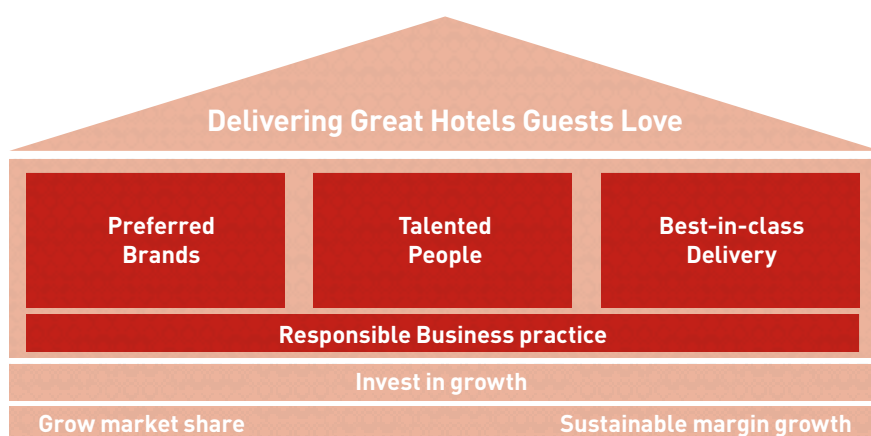 Delivering Great Hotels Guests Love
Preferred
Brands
Talented
People
Best-in-class
Delivery
Responsible Business practice
Invest in growth
Grow market share
Sustainable margin growth